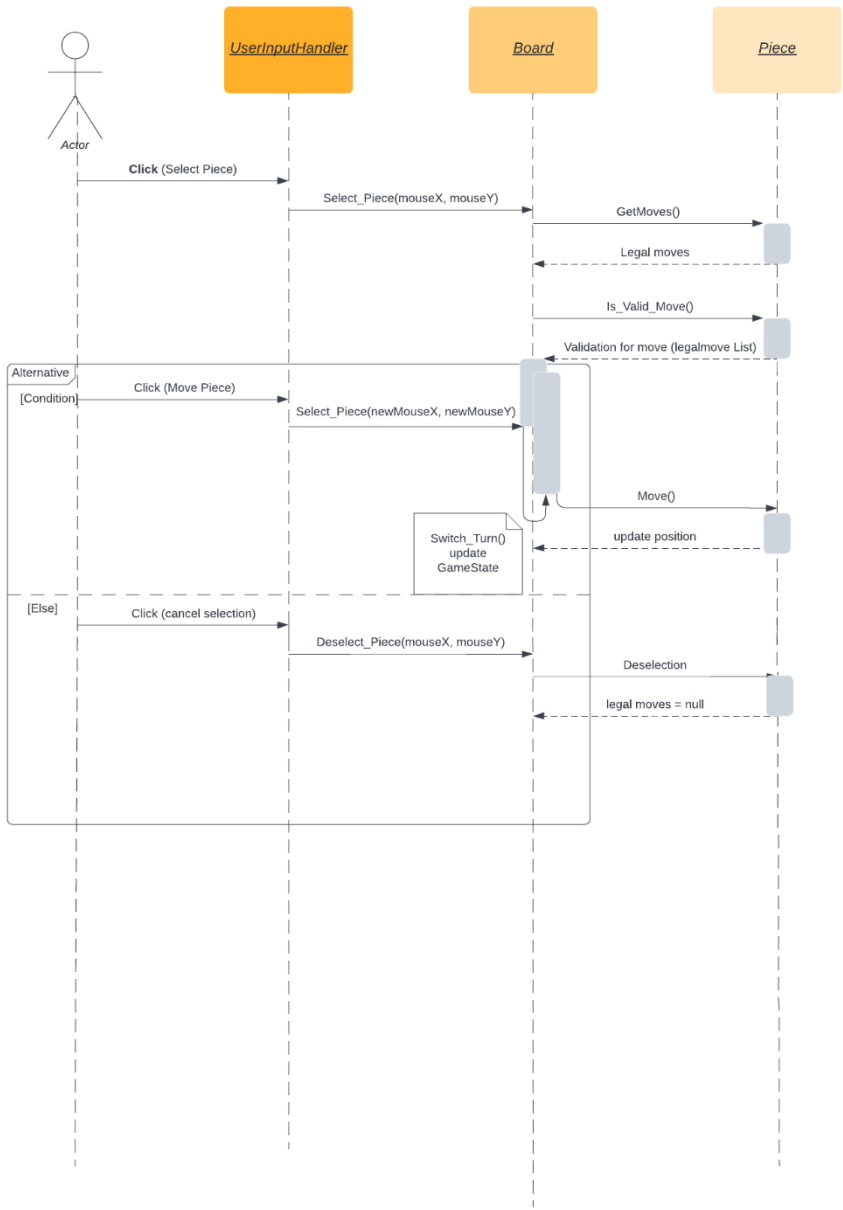 UserInputHandler
Board
Piece
Actor
Click (Select Piece)
Select_Piece(mouseX, mouseY)
GetMoves()
Legal moves
Is_Valid_Move()
Validation for move (legalmove List)
Alternative
[Condition]
Click (Move Piece)
Select_Piece(newMouseX, newMouseY)
Move()
Switch_Turn()
update
GameState
update position
[Else]
Click (cancel selection)
Deselect_Piece(mouseX, mouseY)
Deselection
legal moves = null